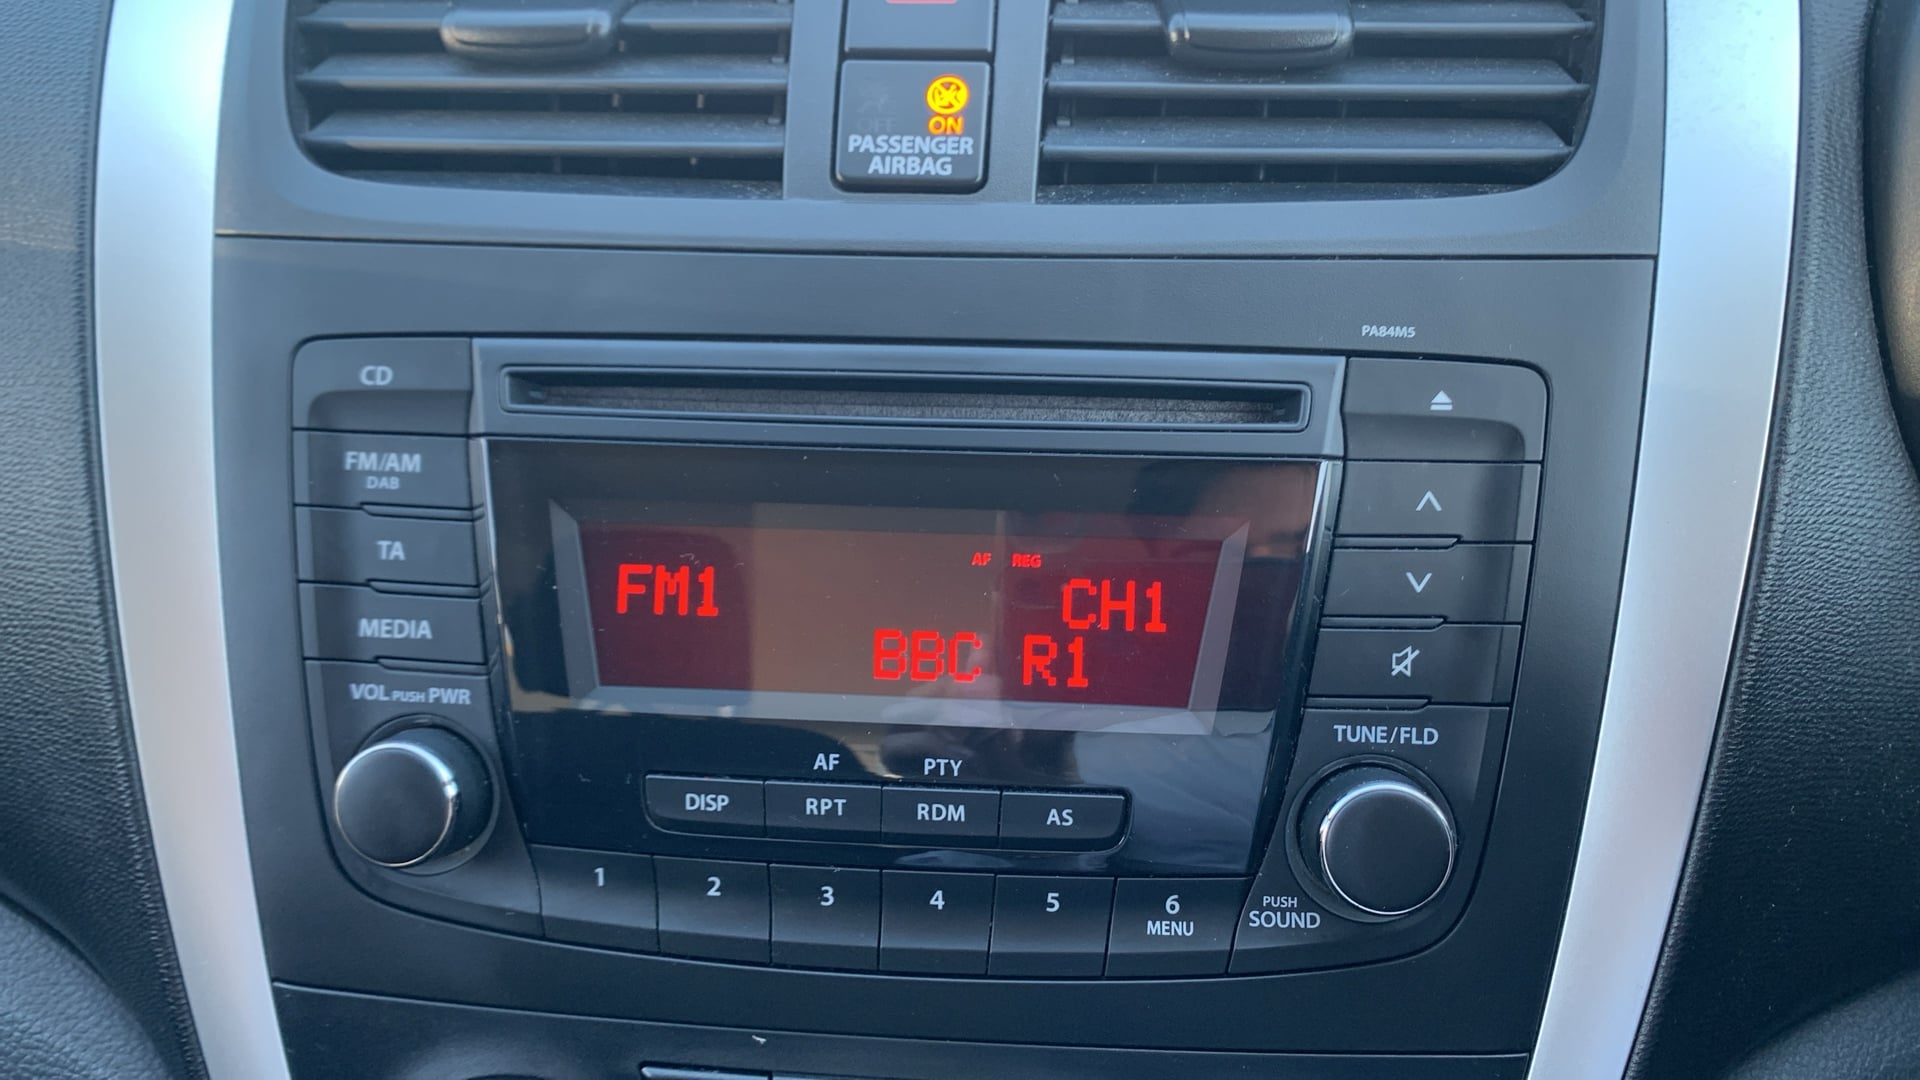 OFF
ON
PASSENGER
AIRBAG
PA84M5
CD
FM/AM
DAB
TA
MEDIA
VOL PUSH PWR
AF REG
FM1 CH1
BBC R1
TUNE/FLD
AF PTY
DISP RPT RDM AS
1 2 3 4 5 6
MENU
PUSH
SOUND